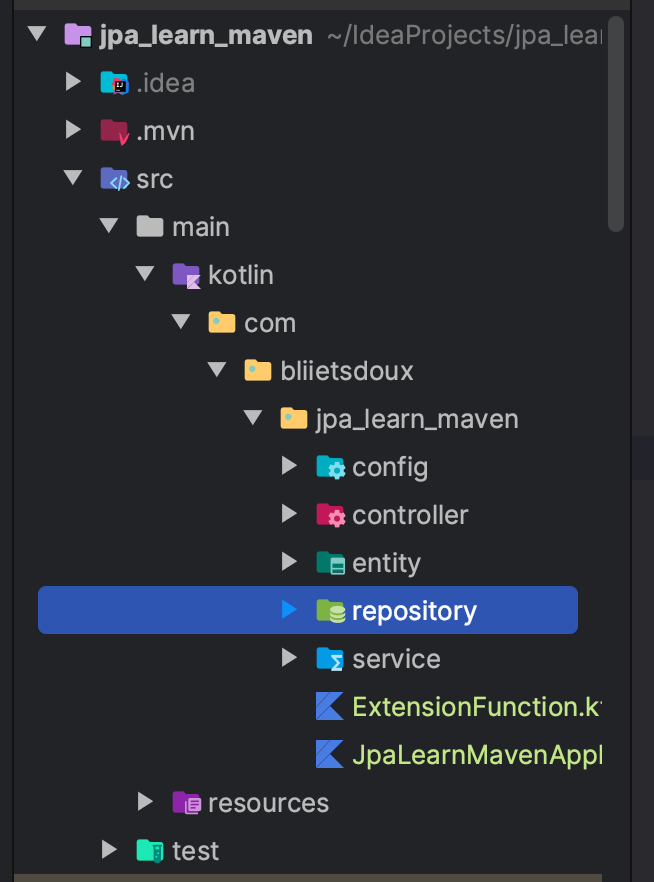 jpa_learn_maven ~/IdeaProjects/jpa_lear
.idea
.mvn
src
main
kotlin
com
bliietsdoux
jpa_learn_maven
config
controller
entity
repository
service
ExtensionFunction.k
JpaLearnMavenAppl
resources
test